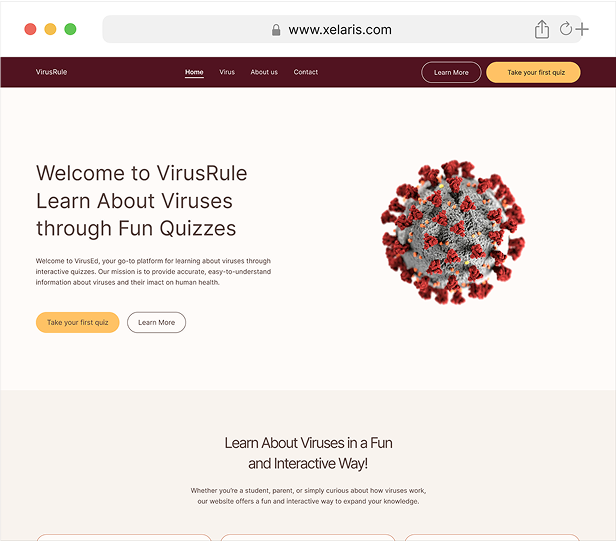 www.xelaris.com
VirusRule
Home
Virus
About us
Contact
Learn More
Take your first quiz
Welcome to VirusRule
Learn About Viruses
through Fun Quizzes
Welcome to VirusEd, your go-to platform for learning about viruses through
interactive quizzes. Our mission is to provide accurate, easy-to-understand
information about viruses and their imact on human health.
Take your first quiz
Learn More
Learn About Viruses in a Fun
and Interactive Way!
Whether you're a student, parent, or simply curious about how viruses work,
our website offers a fun and interactive way to expand your knowledge.